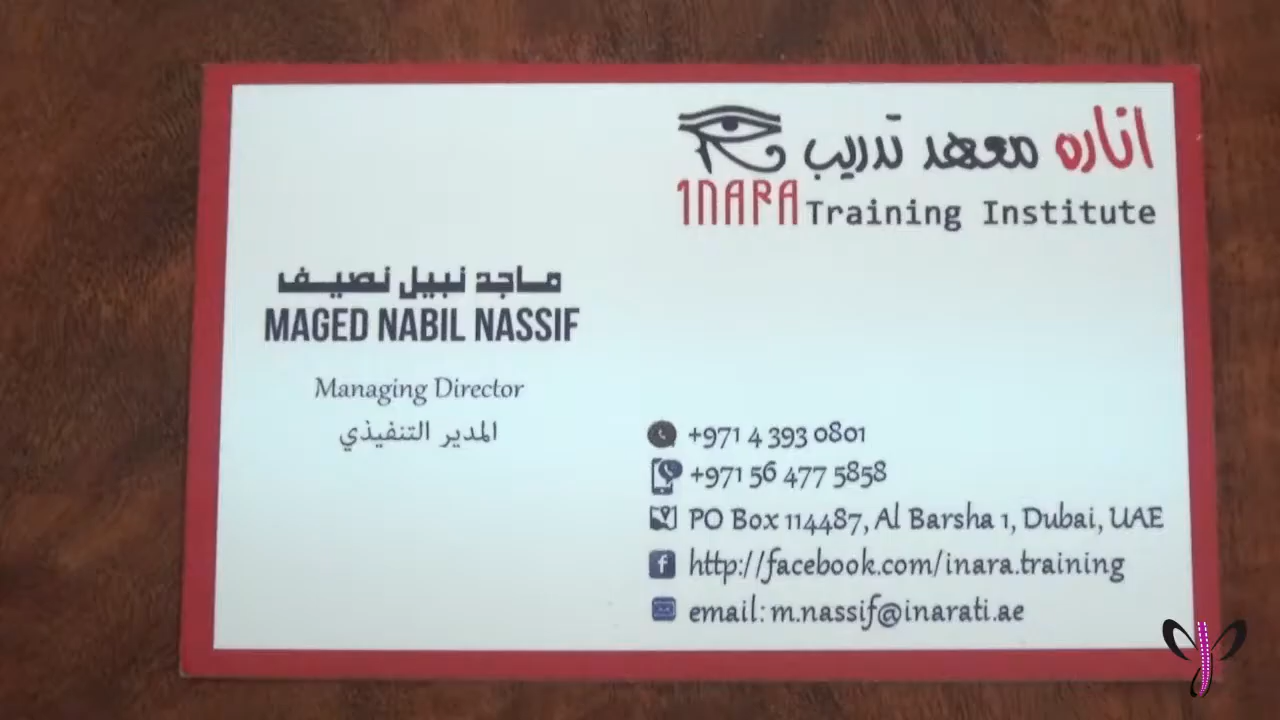 اناره معهد تدريب
INARA Training Institute
ماجد نبيل نصيف
MAGED NABIL NASSIF
Managing Director
المدير التنفيذي
+971 4 393 0801
+971 56 477 5858
PO Box 114487, Al Barsha 1, Dubai, UAE
http://facebook.com/inara.training
email: m.nassif@inarati.ae